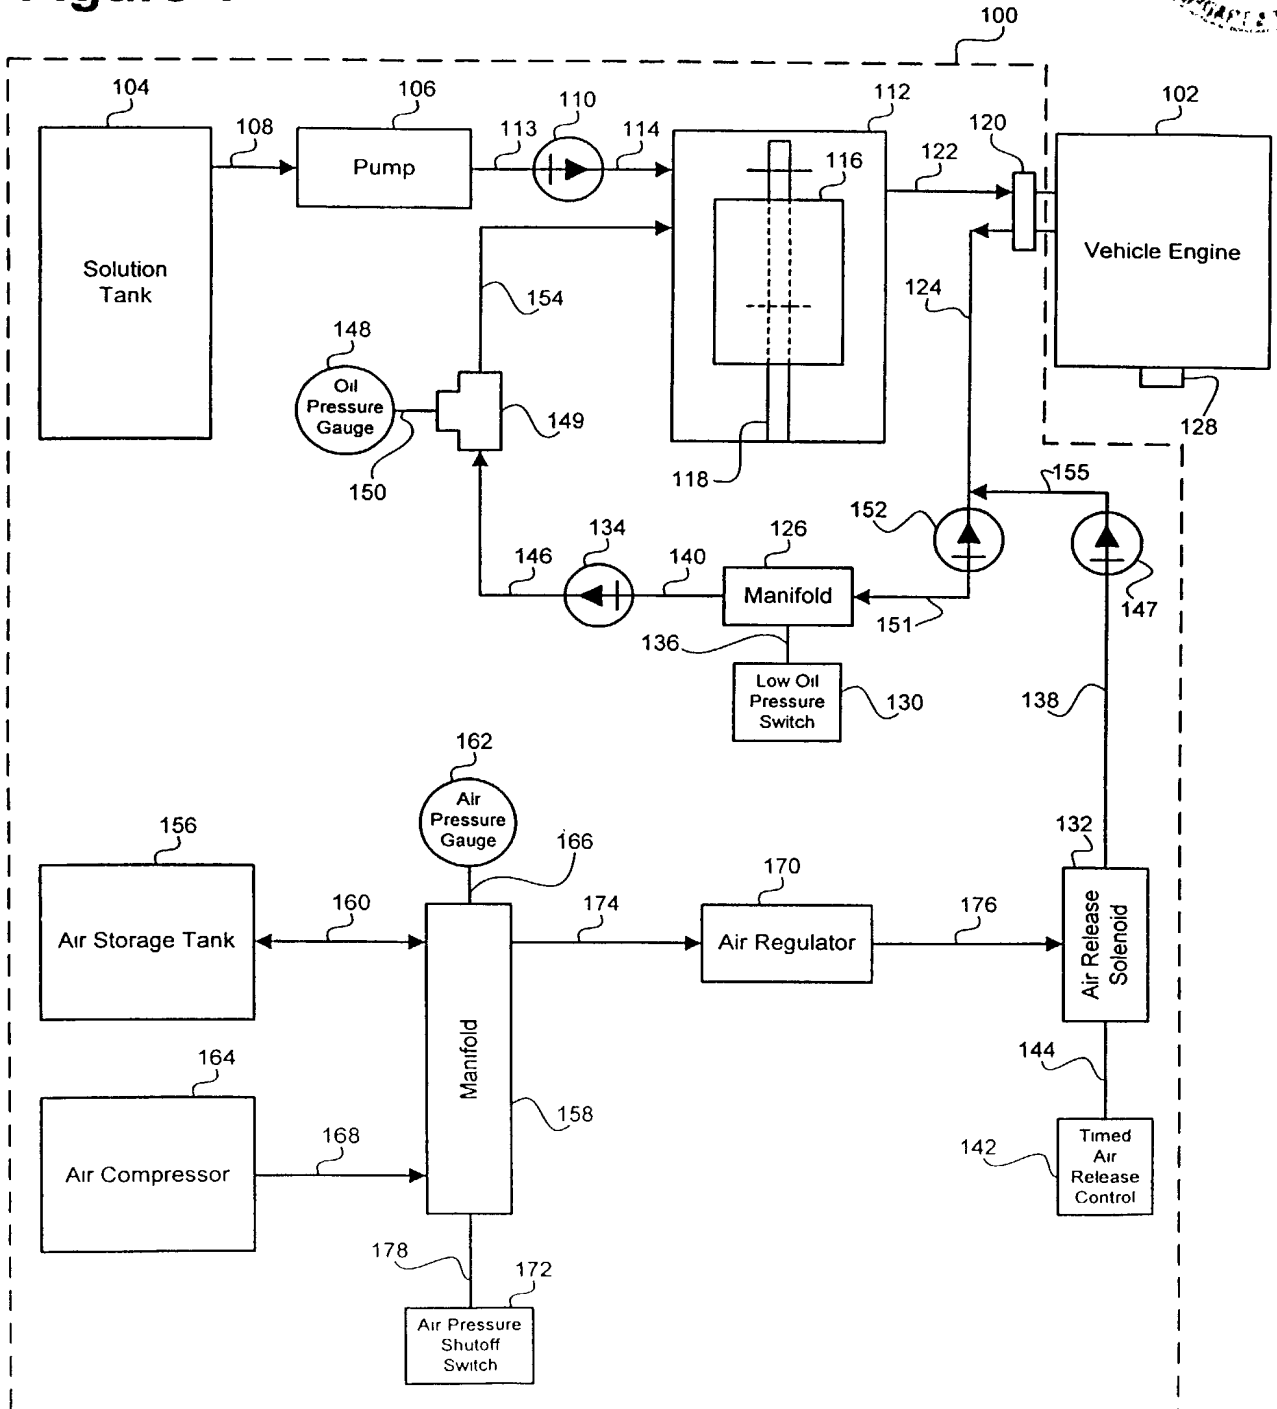 100
104
106
110
112
102
108
113
114
120
116
122
Pump
Solution
Tank
Vehicle Engine
154
124
148
Oil
Pressure
Gauge
149
128
150
118
155
152
134
126
146
140
Manifold
151
147
136
Low Oil
Pressure
Switch
130
138
162
Air
Pressure
Gauge
156
166
132
170
160
174
176
Air Storage Tank
Air Regulator
Air Release
Solenoid
164
Manifold
144
158
168
142
Timed
Air
Release
Control
Air Compressor
178
172
Air Pressure
Shutoff
Switch